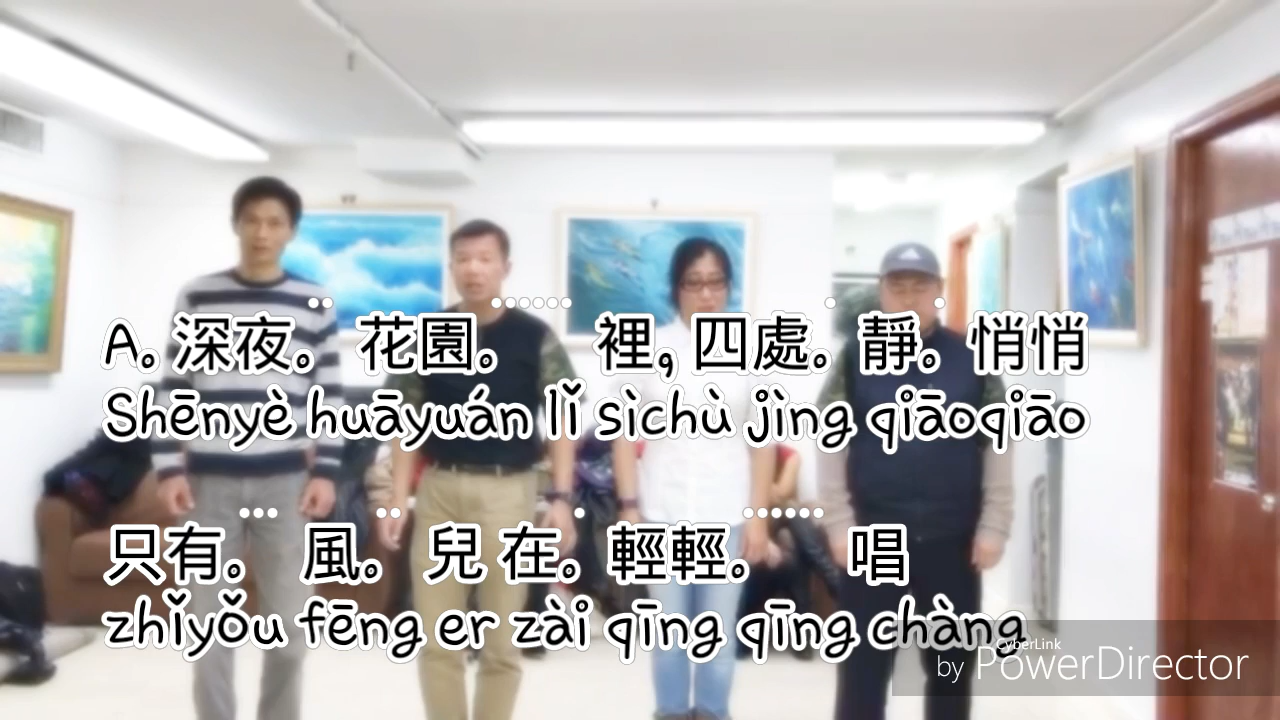 A。深夜。 花園。 裡, 四處。靜。悄悄
Shēnyè huāyuán lǐ sìchù jìng qiāoqiāo
只有。 風。 兒 在。輕輕。 唱
zhǐyǒu fēng er zài qīng qīng chàng
CyberLink
by PowerDirector